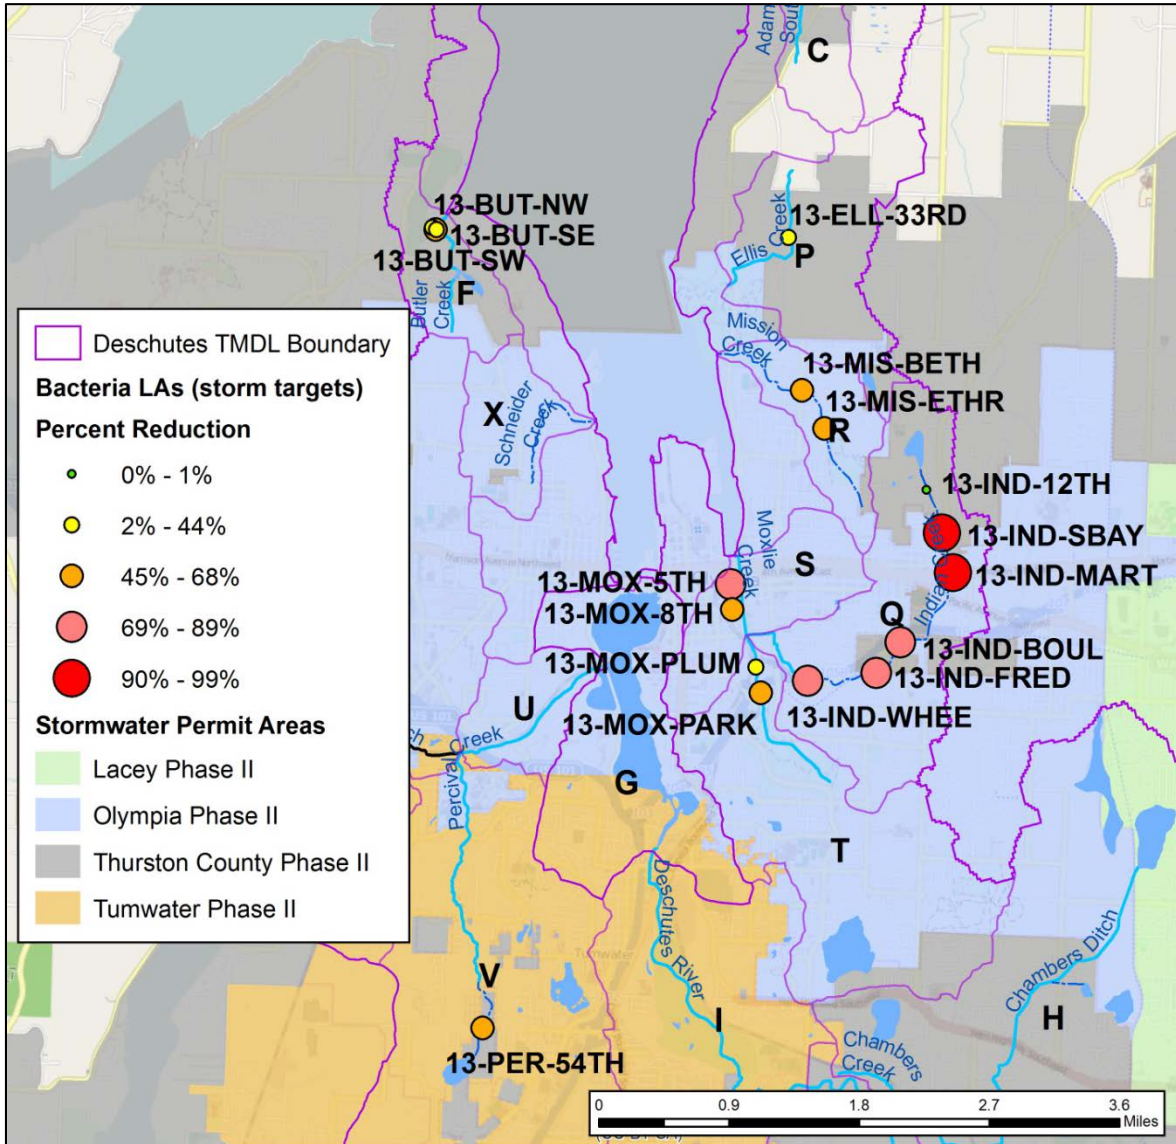 Adam
South
C
13-BUT-NW
13-BUT-SE
13-BUT-SW
Butler
Creek
F
13-ELL-33RD
Ellis Creek
P
Mission
Creek
13-MIS-BETH
13-MIS-ETHR
R
X
Schneider
Creek
13-IND-12TH
13-IND-SBAY
13-IND-MART
Indian Creek
Moxlie
Creek
S
13-MOX-5TH
13-MOX-8TH
Q
13-IND-BOUL
13-MOX-PLUM
13-IND-FRED
13-MOX-PARK
13-IND-WHEE
U
Percival Creek
G
T
Deschutes
River
V
Tumwater
I
13-PER-54TH
Chambers Ditch
H
Chambers
Creek
Deschutes TMDL Boundary
Bacteria LAs (storm targets)
Percent Reduction
0% - 1%
2% - 44%
45% - 68%
69% - 89%
90% - 99%
Stormwater Permit Areas
Lacey Phase II
Olympia Phase II
Thurston County Phase II
Tumwater Phase II
0 0.9 1.8 2.7 3.6
Miles